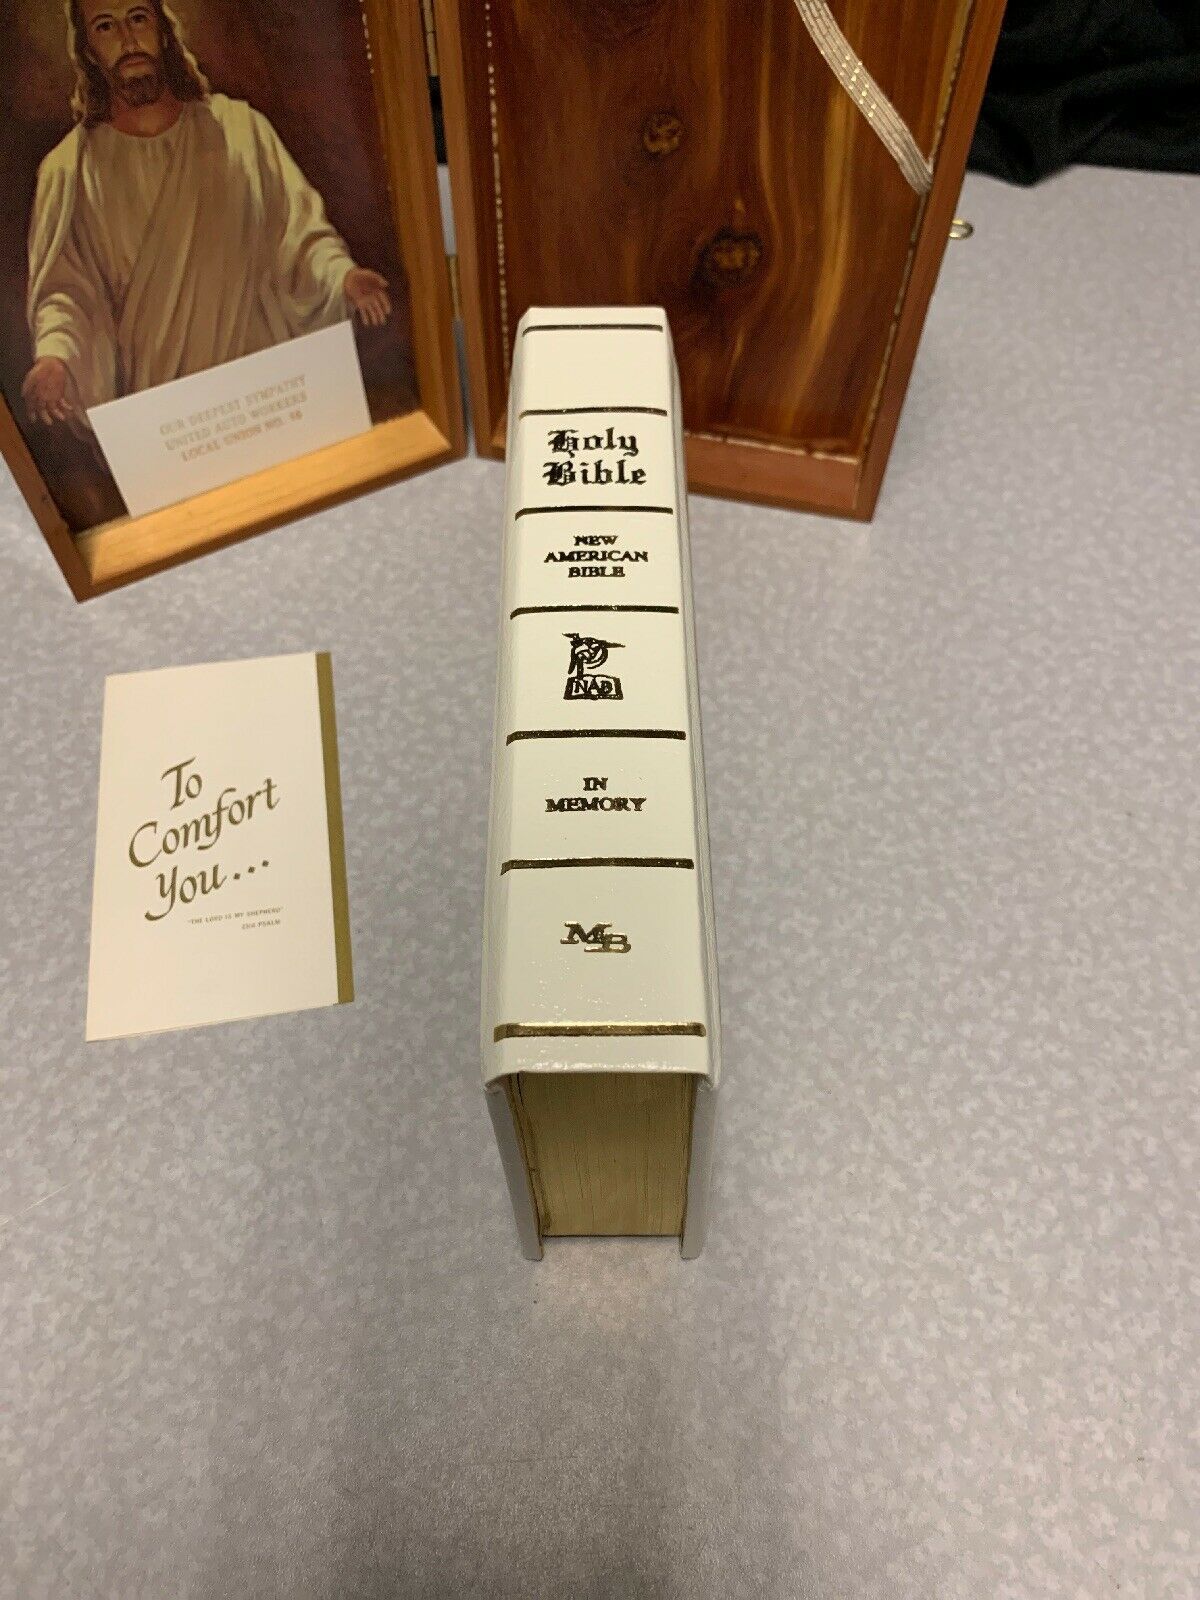 OUR DEEPEST SYMPATHY
UNITED AUTO WORKERS
LOCAL UNION NO.
Holy
Bible
NEW
AMERICAN
BIBLE
NAB
IN
MEMORY
MB
To
Comfort
you...
"THE LORD IS MY SHEPHERD"
23rd PSALM